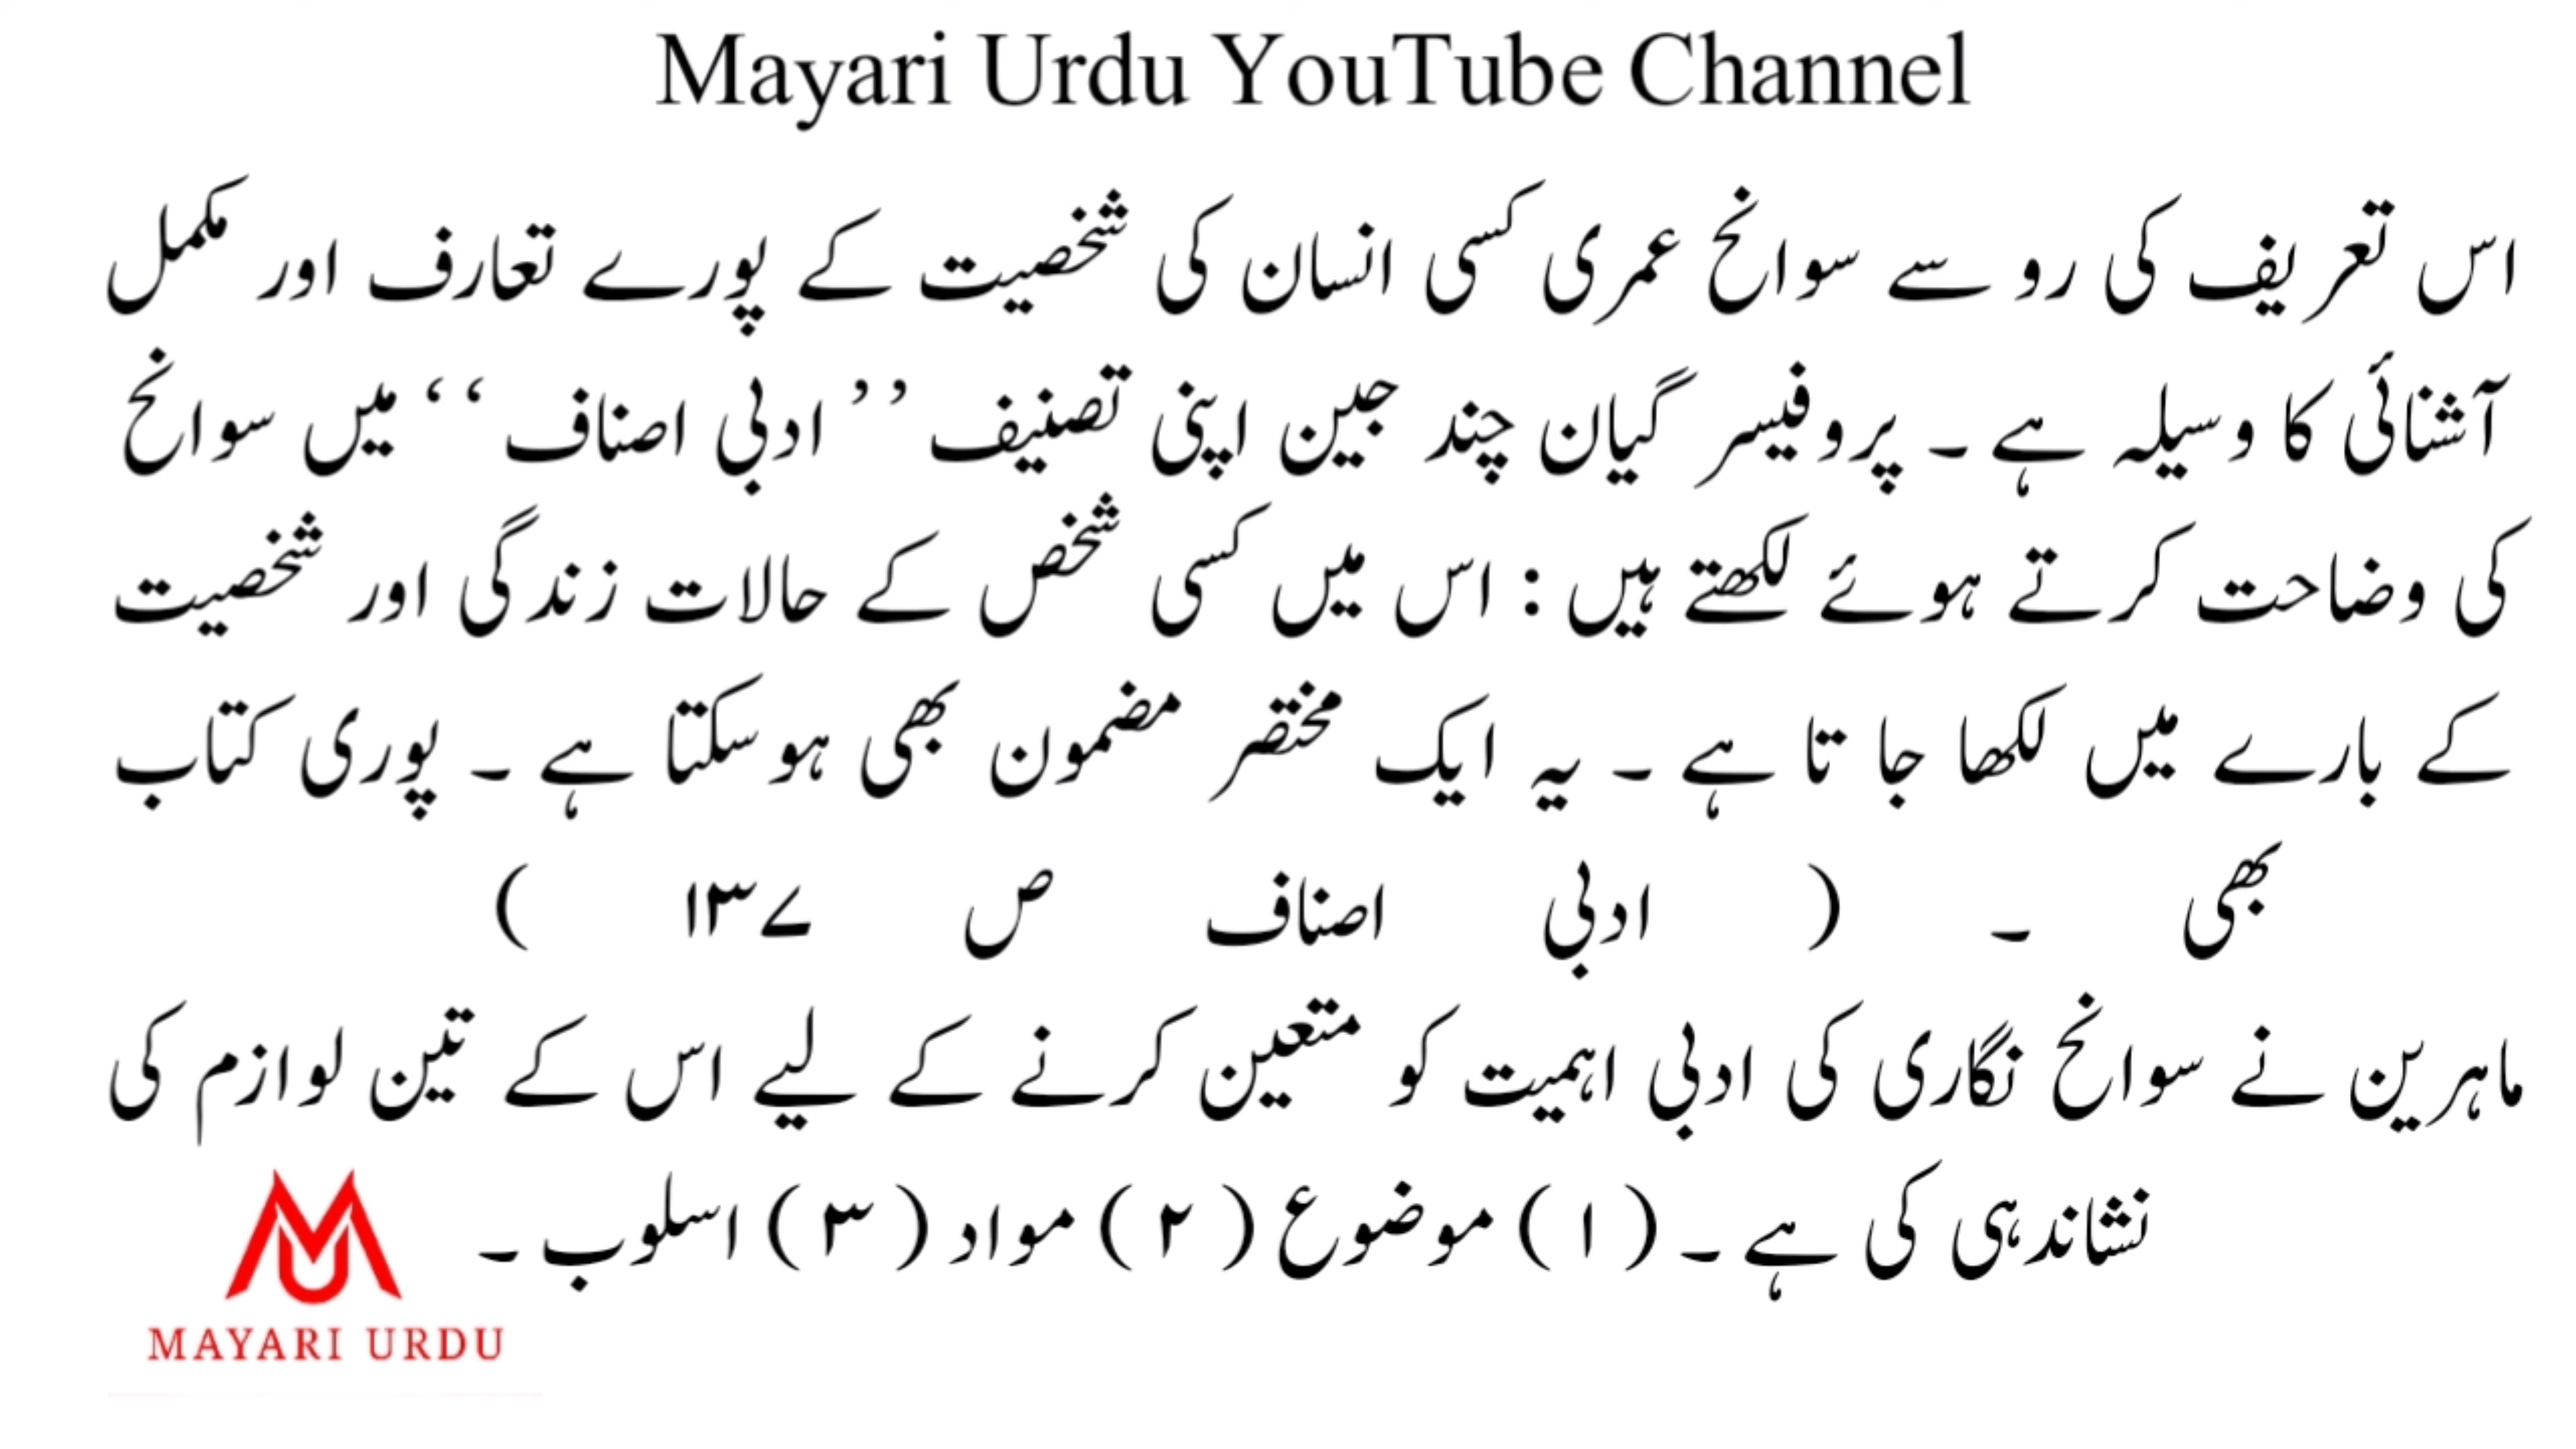 Mayari Urdu YouTube Channel
اس تعریف کی رو سے سوانح عمری کسی انسان کی شخصیت کے پورے تعارف اور مکمل
آشنائی کا وسیلہ ہے ۔ پروفیسر گیان چند جین اپنی تصنیف ’’ ادبی اصناف ‘‘ میں سوانح
کی وضاحت کرتے ہوئے لکھتے ہیں : اس میں کسی شخص کے حالات زندگی اور شخصیت
کے بارے میں لکھا جا تا ہے ۔ یہ ایک مختصر مضمون بھی ہو سکتا ہے ۔ پوری کتاب
بھی ۔ ( ادبی اصناف ص ۱۳۷ )
ماہرین نے سوانح نگاری کی ادبی اہمیت کو متعین کرنے کے لیے اس کے تین لوازم کی
نشاندہی کی ہے ۔ ( ۱ ) موضوع ( ۲ ) مواد ( ۳ ) اسلوب ۔
MAYARI URDU